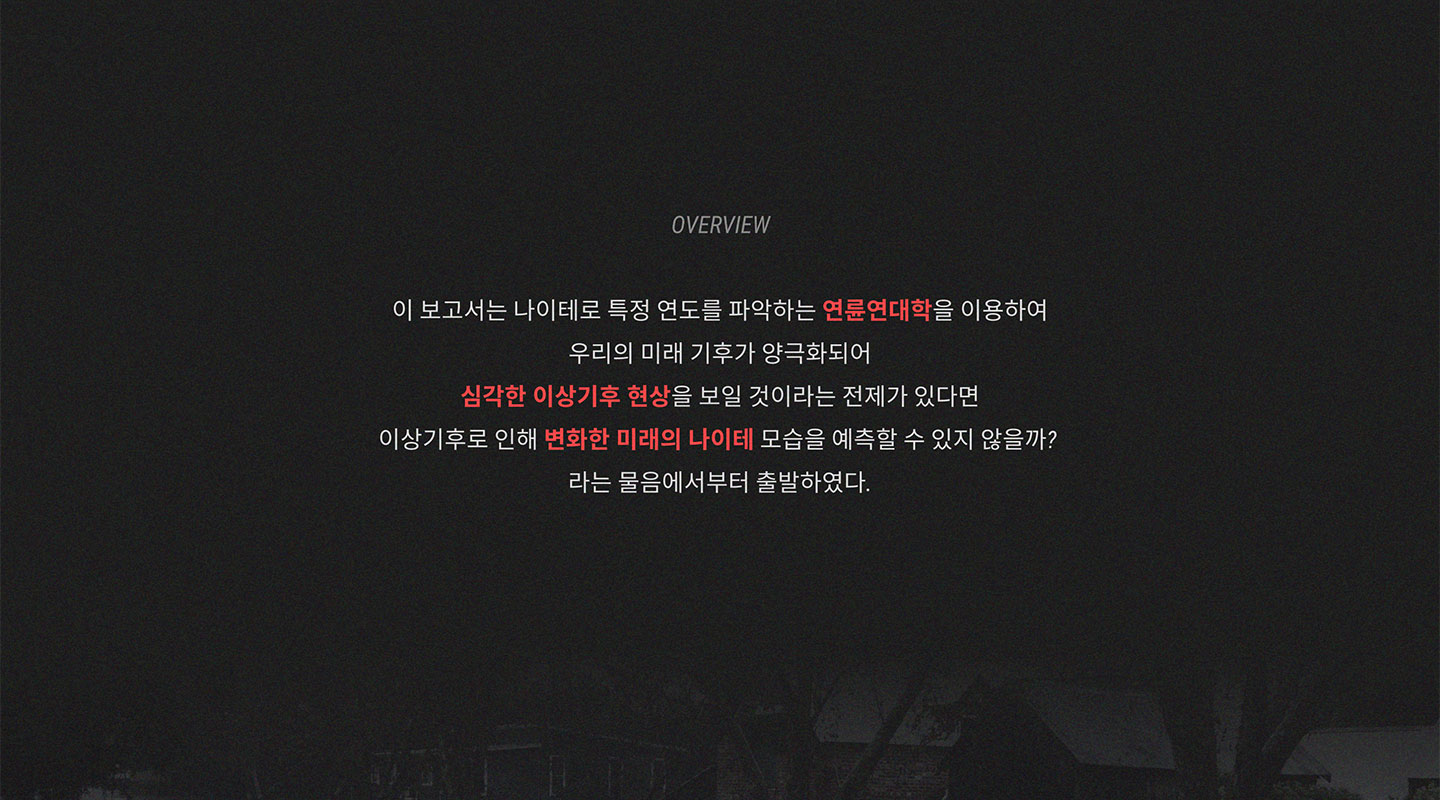 OVERVIEW
이 보고서는 나이테로 특정 연도를 파악하는 연륜연대학을 이용하여
우리의 미래 기후가 양극화되어
심각한 이상기후 현상을 보일 것이라는 전제가 있다면
이상기후로 인해 변화한 미래의 나이테 모습을 예측할 수 있지 않을까?
라는 물음에서부터 출발하였다.